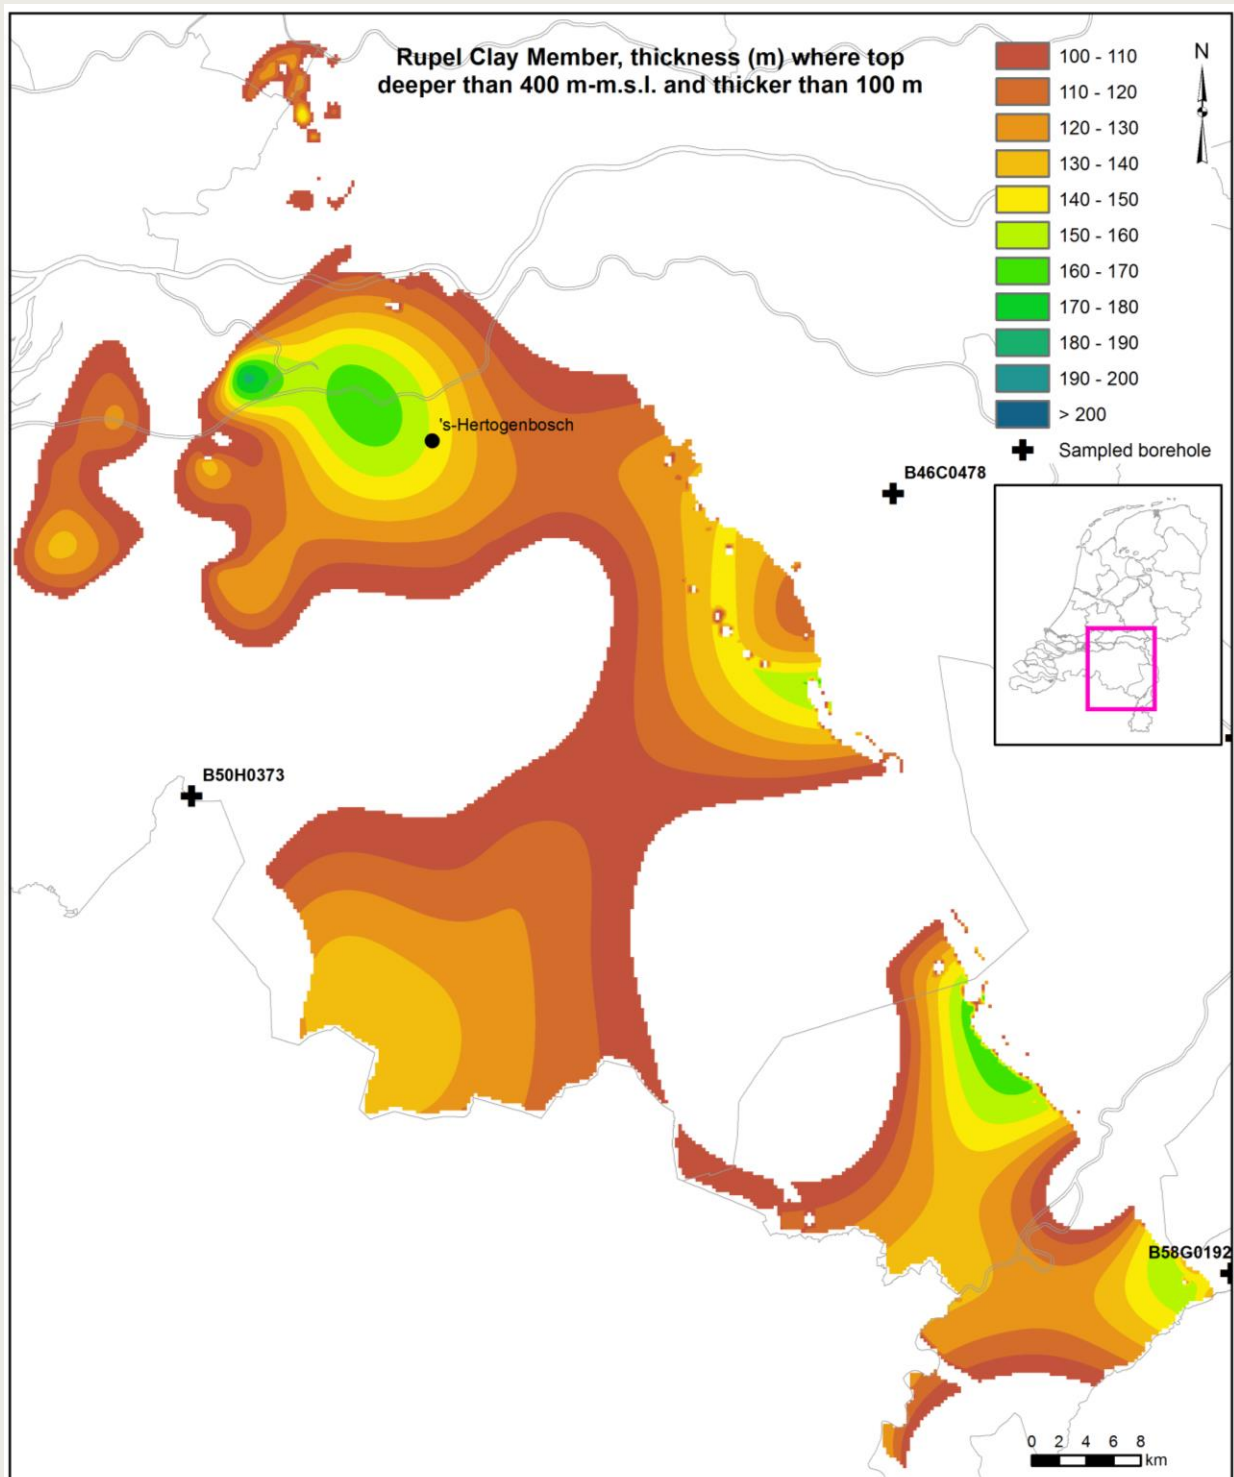 Rupel Clay Member, thickness (m) where top
deeper than 400 m-m.s.l. and thicker than 100 m
N
100 - 110
110 - 120
120 - 130
130 - 140
140 - 150
150 - 160
160 - 170
170 - 180
180 - 190
190 - 200
> 200
Sampled borehole
's-Hertogenbosch
B46C0478
B50H0373
B58G0192
0 2 4 6 8
km